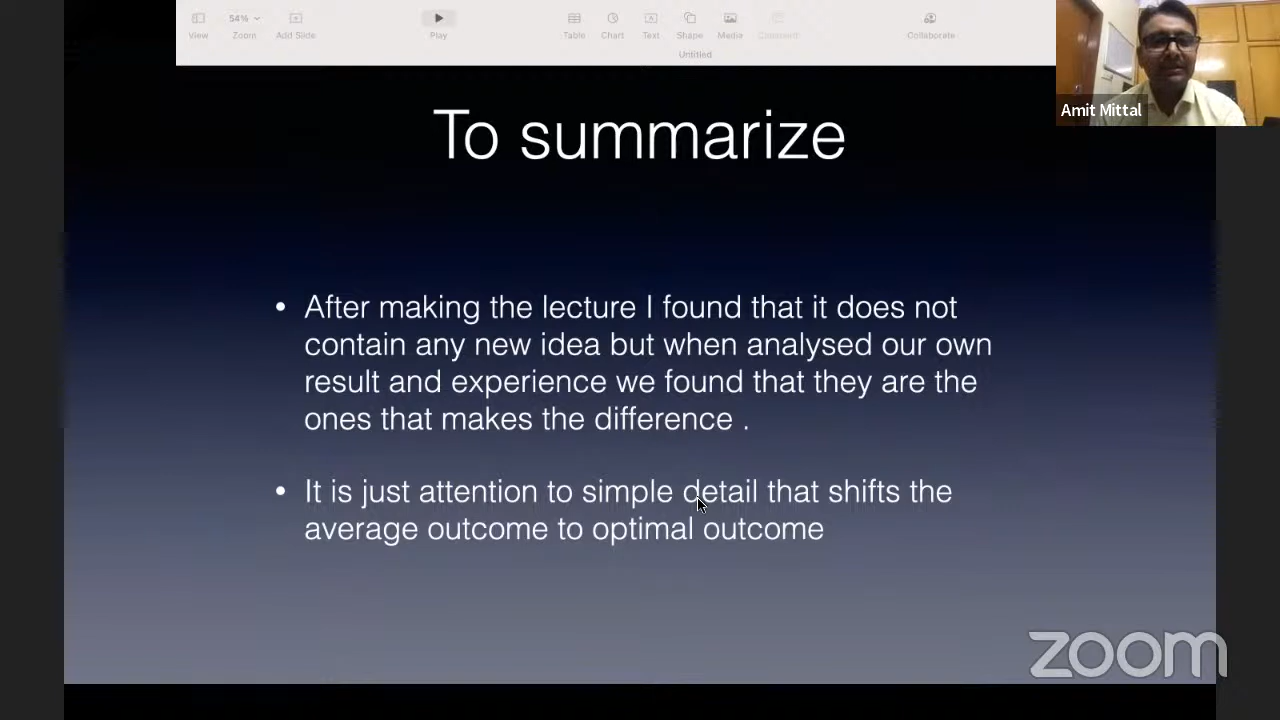 View
54%
Zoom
Add Slide
Play
Table
Chart
Text
Shape
Media
Comment
Collaborate
Untitled
Amit Mittal
To summarize
• After making the lecture I found that it does not
contain any new idea but when analysed our own
result and experience we found that they are the
ones that makes the difference .
• It is just attention to simple detail that shifts the
average outcome to optimal outcome
zoom